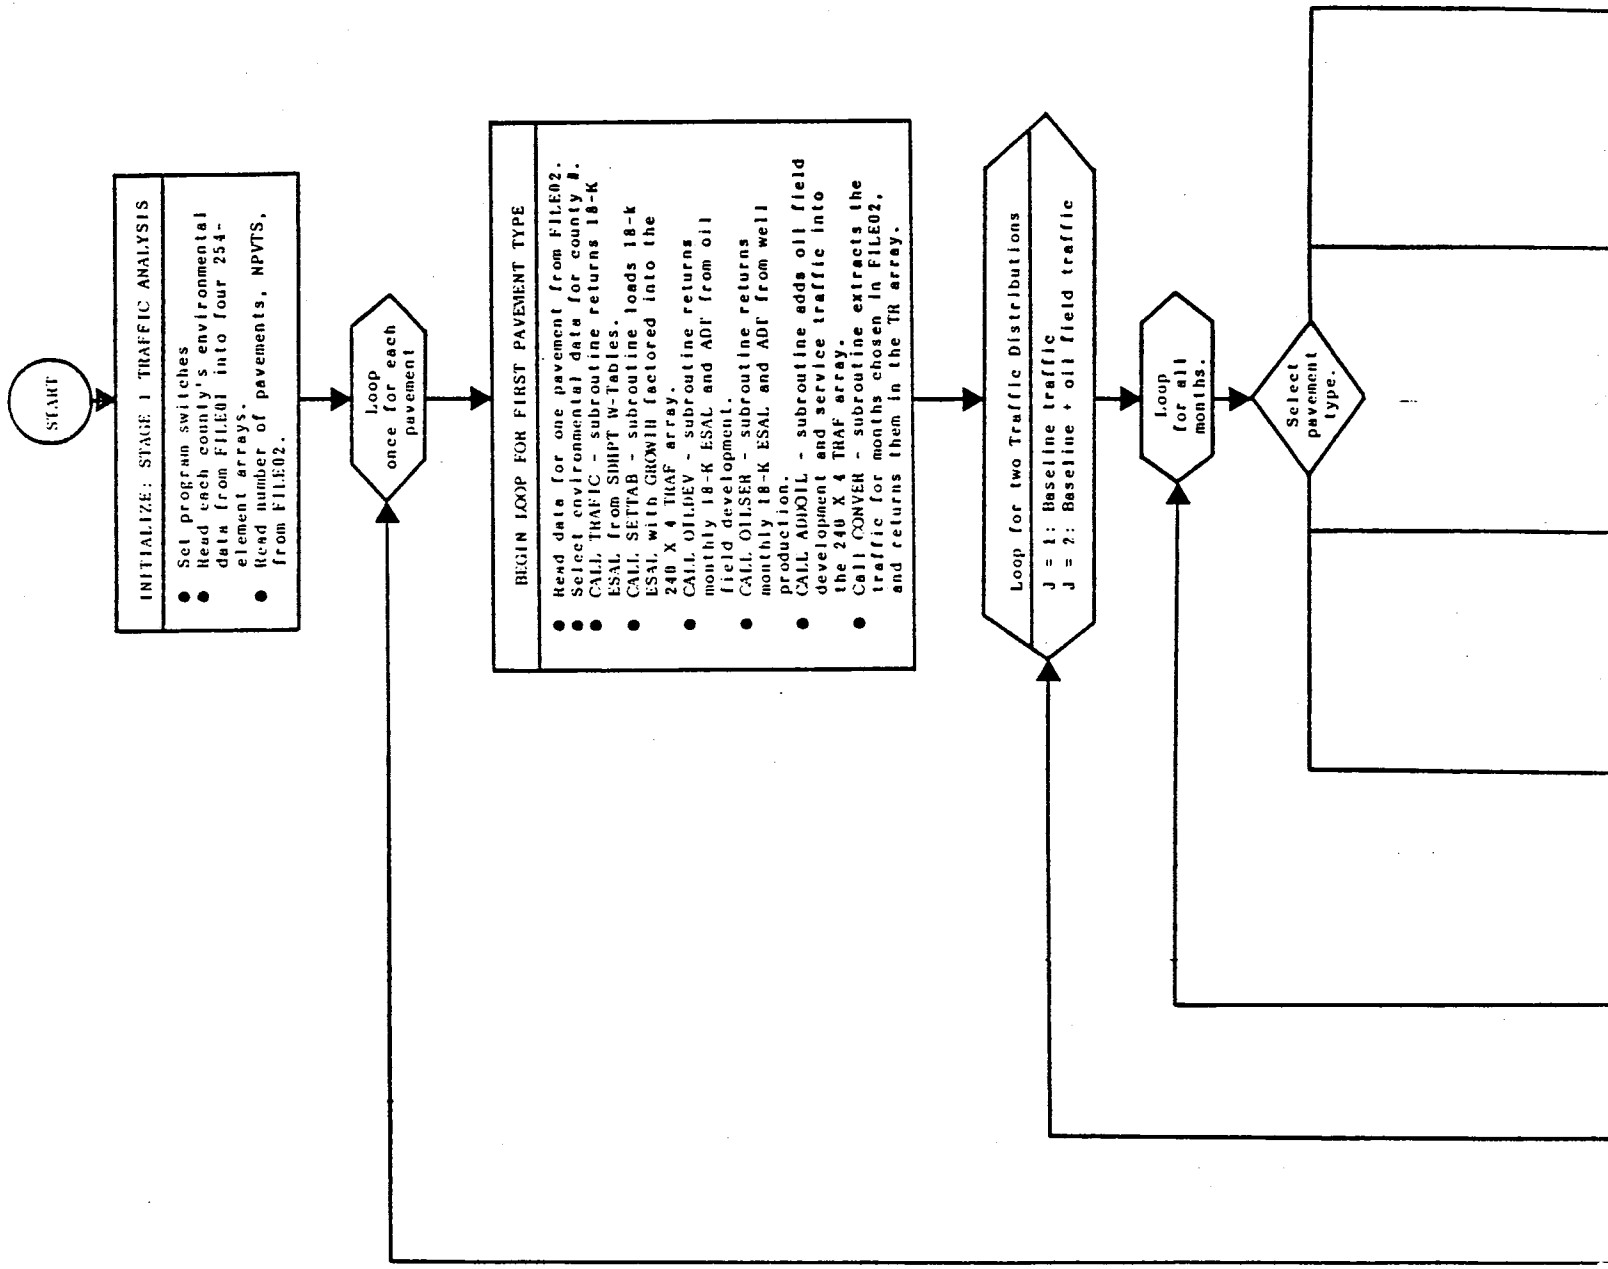 START
INITIALIZE: STAGE 1 TRAFFIC ANALYSIS
● Set program switches
● Read each county's environmental
data from FILE01 into four 254-
element arrays.
● Read number of pavements, NPVTS,
from FILE02.
Loop
once for each
pavement
BEGIN LOOP FOR FIRST PAVEMENT TYPE
● Read data for one pavement from FILE02.
● Select environmental data for county #.
● CALL TRAFIC - subroutine returns 18-K
ESAL from SDHPT W-Tables.
● CALL SETTAB - subroutine loads 18-k
ESAL with GROWTH factored into the
240 X 4 TRAF array.
● CALL OILDEV - subroutine returns
monthly 18-K ESAL and ADT from oil
field development.
● CALL OILSER - subroutine returns
monthly 18-K ESAL and ADT from well
production.
● CALL ADDOIL - subroutine adds oil field
development and service traffic into
the 240 X 4 TRAF array.
● Call CONVER - subroutine extracts the
traffic for months chosen in FILE02,
and returns them in the TR array.
Loop for two Traffic Distributions
J = 1: Baseline traffic
J = 2: Baseline + oil field traffic
Loop
for all
months.
Select
pavement
type.